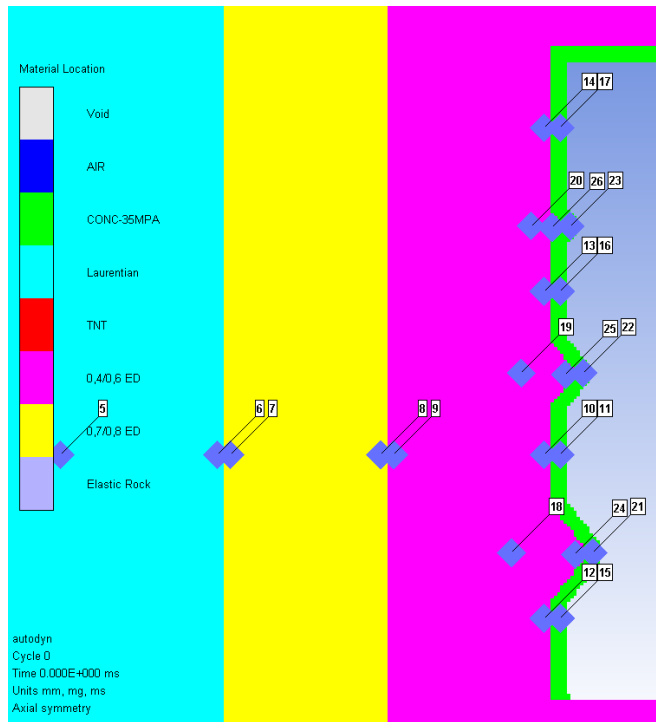 Material Location
Void
AIR
CONC-35MPA
Laurentian
TNT
0,4/0,6 ED
0,7/0,8 ED
Elastic Rock
14 17
20 26 23
13 16
19 25 22
5 6 7 8 9 10 11
18 24 21
12 15
autodyn
Cycle 0
Time 0.000E+000 ms
Units mm, mg, ms
Axial symmetry